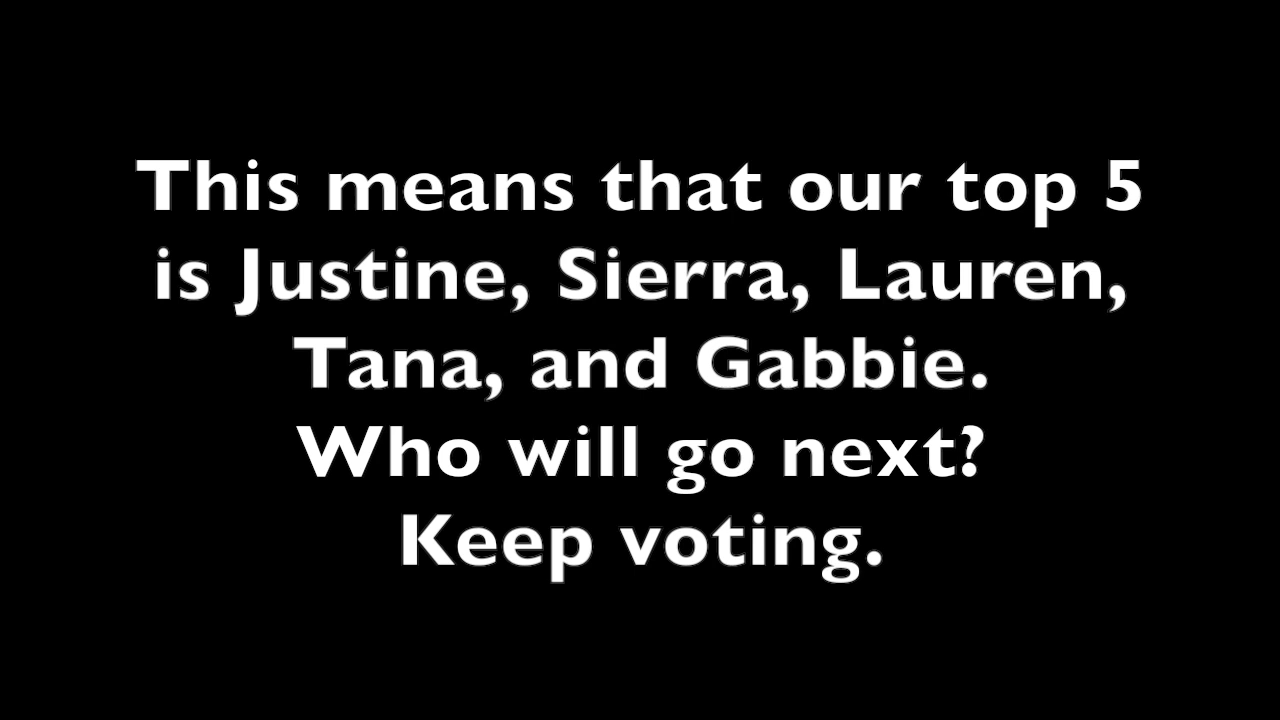 This means that our top 5
is Justine, Sierra, Lauren,
Tana, and Gabbie.
Who will go next?
Keep voting.